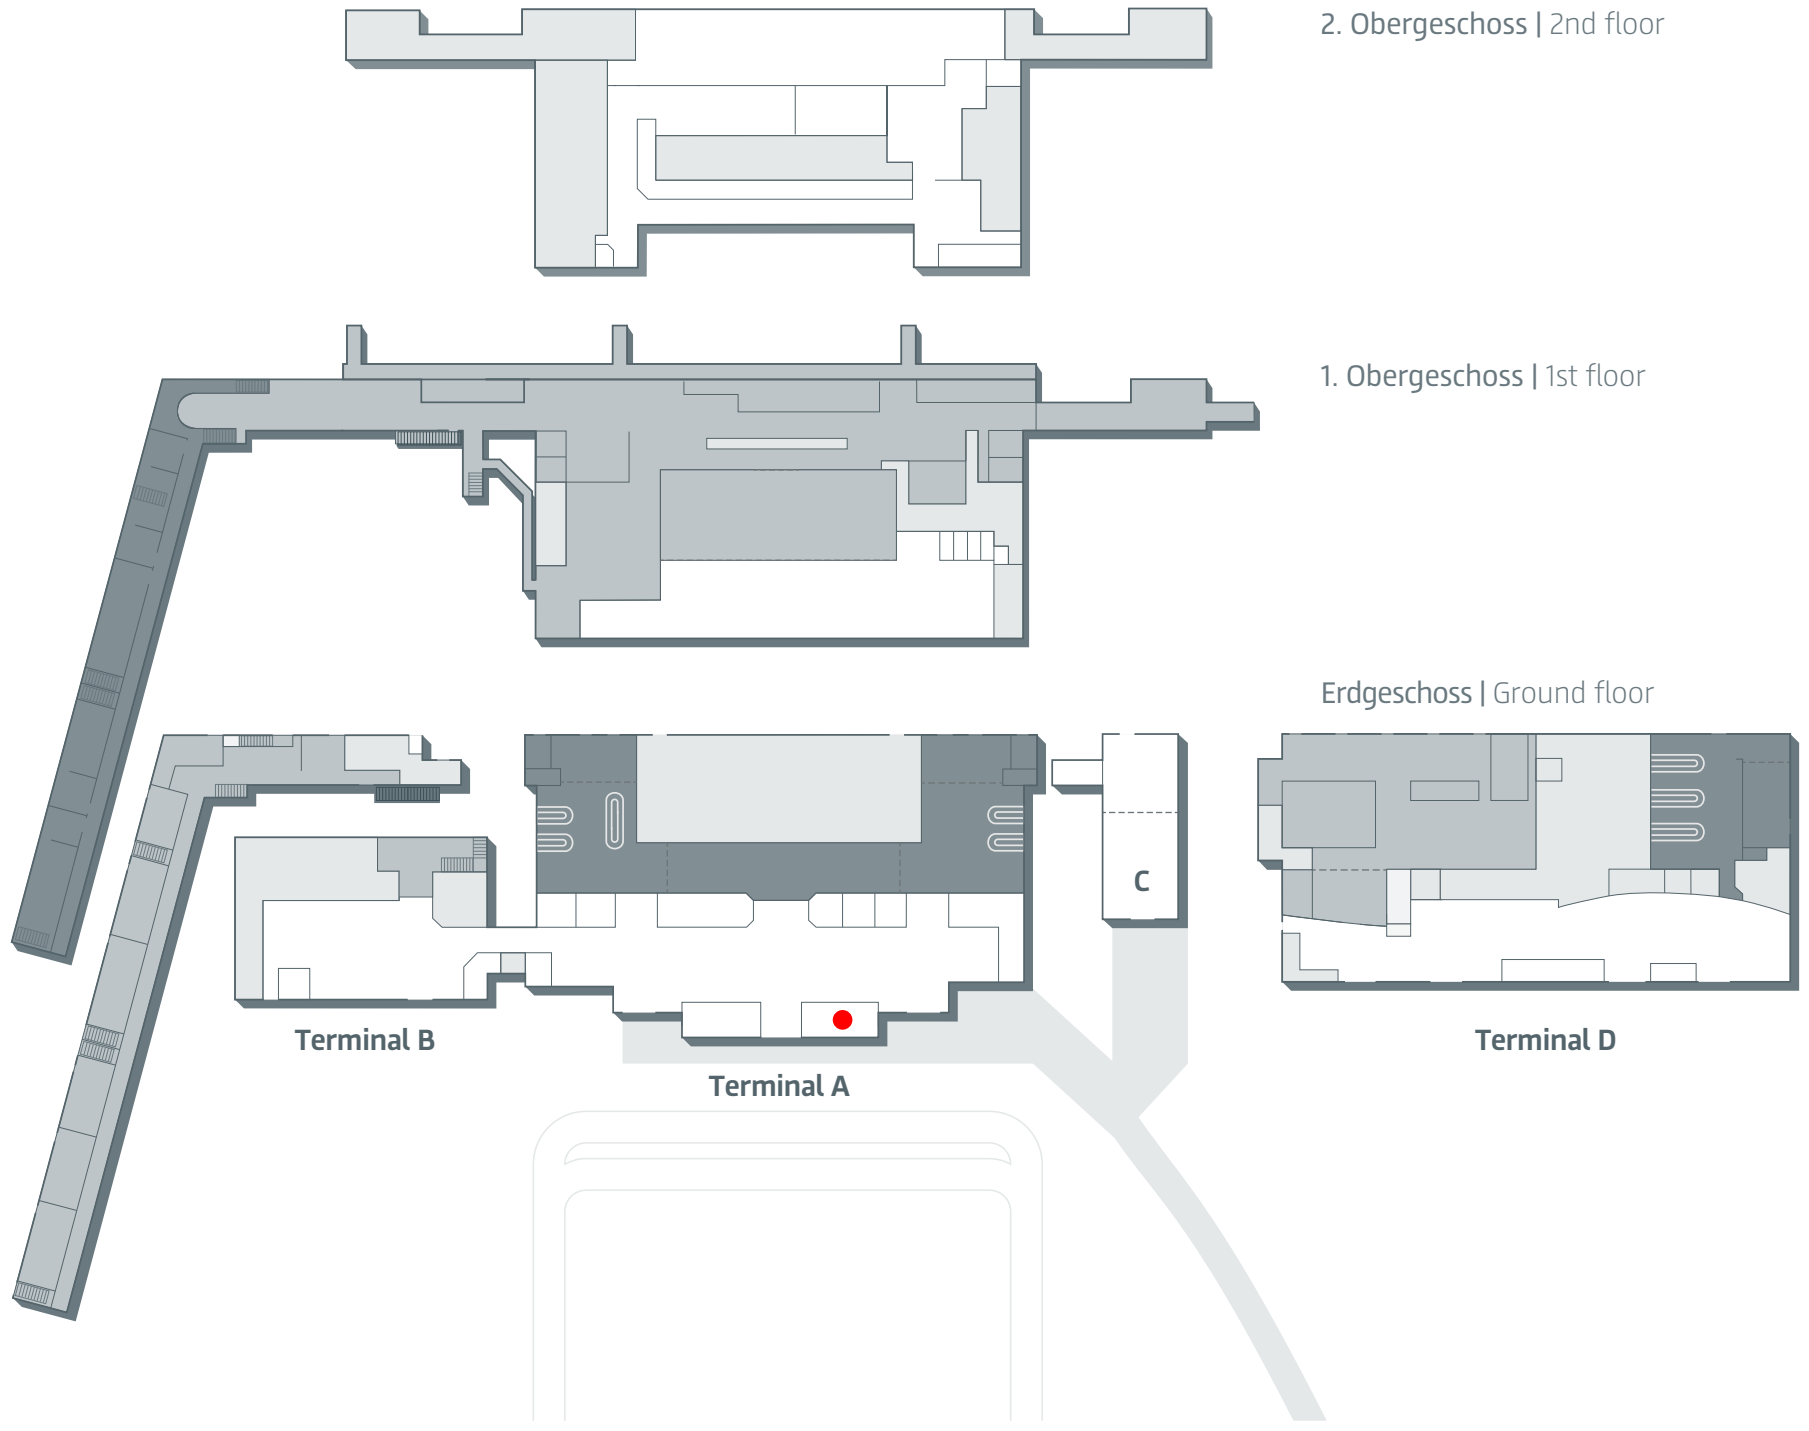 2. Obergeschoss | 2nd floor
1. Obergeschoss | 1st floor
Erdgeschoss | Ground floor
C
Terminal B
Terminal D
Terminal A